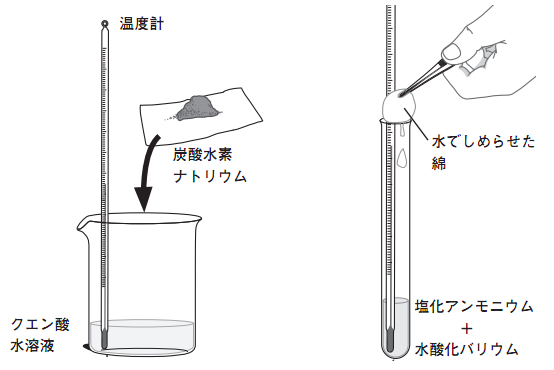 温度計
炭酸水素
ナトリウム
クエン酸
水溶液
水でしめらせた
綿
塩化アンモニウム
+
水酸化バリウム